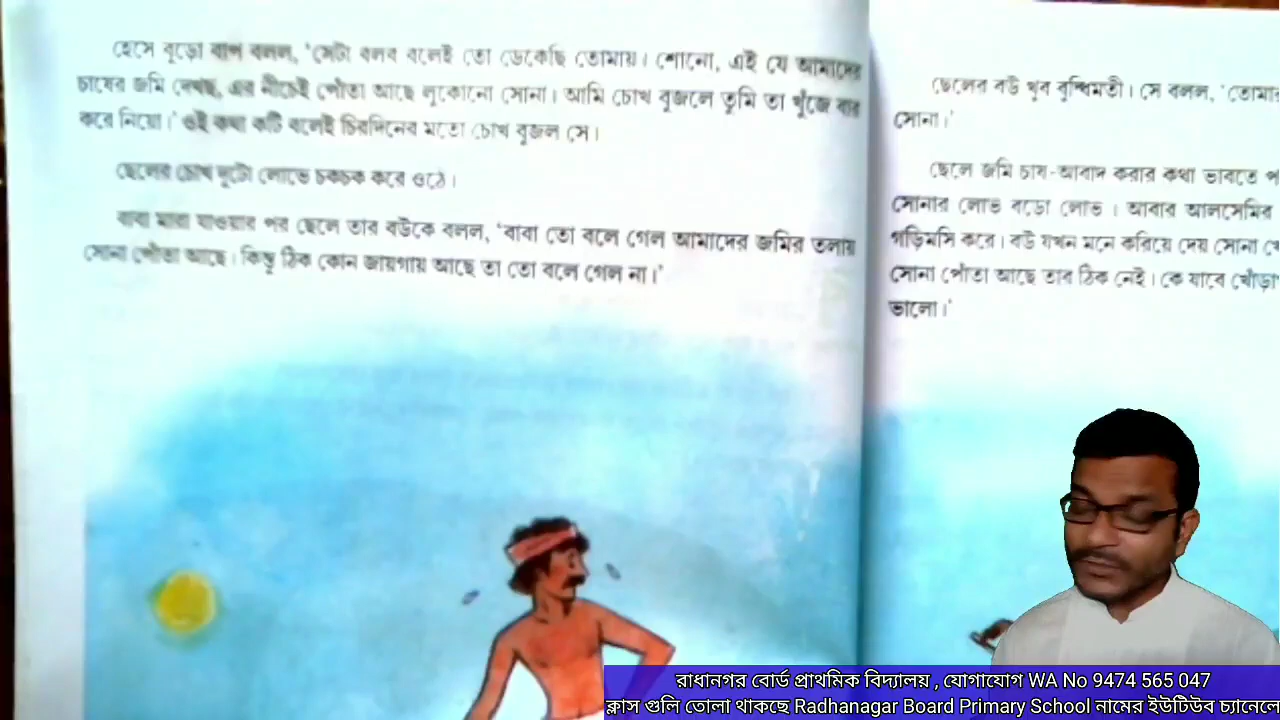 হেসে বুড়ো বাপ বলল, 'সেটা বলব বলেই তো ডেকেছি তোমায়। শোনো, এই যে আমাদের
চাষের জমি দেখছ, এর নীচেই পোঁতা আছে লুকোনো সোনা। আমি চোখ বুজলে তুমি তা খুঁজে বার
করে নিয়ো।' ওই কথা কটি বলেই চিরদিনের মতো চোখ বুজল সে।
ছেলের চোখ দুটো লোভে চকচক করে ওঠে।
বাবা মারা যাওয়ার পর ছেলে তার বউকে বলল, 'বাবা তো বলে গেল আমাদের জমির তলায়
সোনা পোঁতা আছে। কিন্তু ঠিক কোন জায়গায় আছে তা তো বলে গেল না।'
ছেলের বউ খুব বুদ্ধিমতী। সে বলল, 'তোমার
সোনা।'
ছেলে জমি চাষ-আবাদ করার কথা ভাবতে
সোনার লোভ বড়ো লোভ। আবার আলসেমির
গড়িমসি করে। বউ যখন মনে করিয়ে দেয় সোনা
সোনা পোঁতা আছে তার ঠিক নেই। কে যাবে
ভালো।'
রাধানগর বোর্ড প্রাথমিক বিদ্যালয় , যোগাযোগ WA No 9474 565 047
ক্লাস গুলি তোলা থাকছে Radhanagar Board Primary School নামের ইউটিউব চ্যানেলে